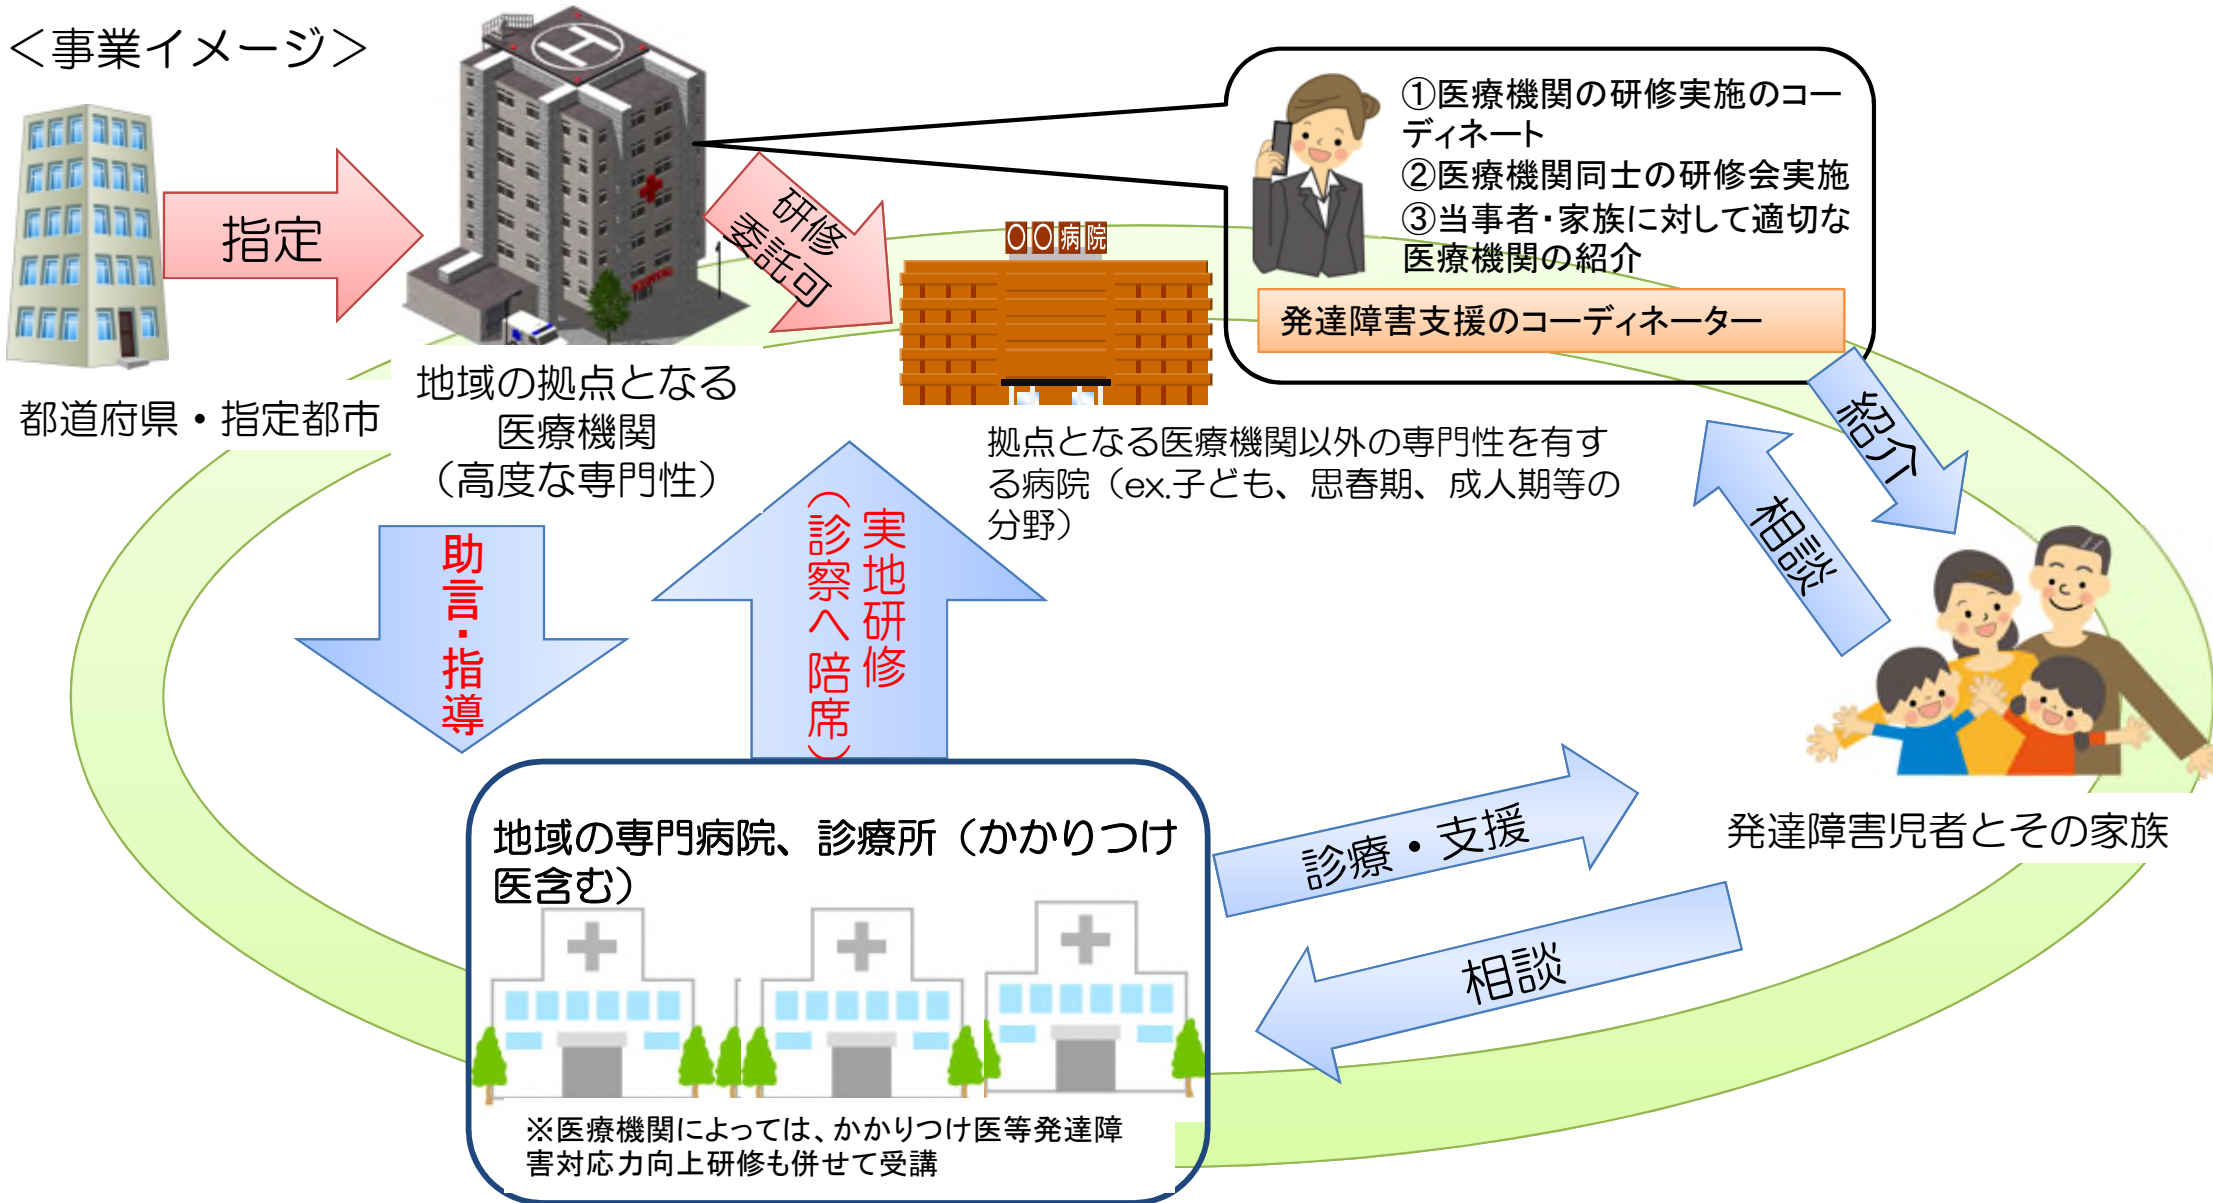 ＜事業イメージ＞
指定
都道府県・指定都市
地域の拠点となる
医療機関
（高度な専門性）
HOSPITAL
研修
委託可
〇〇病院
拠点となる医療機関以外の専門性を有す
る病院（ex.子ども、思春期、成人期等の
分野）
①医療機関の研修実施のコー
ディネート
②医療機関同士の研修会実施
③当事者・家族に対して適切な
医療機関の紹介
発達障害支援のコーディネーター
紹介
相談
助言・指導
実地研修
（診察へ陪席）
発達障害児者とその家族
地域の専門病院、診療所（かかりつけ
医含む）
診療・支援
相談
※医療機関によっては、かかりつけ医等発達障
害対応力向上研修も併せて受講